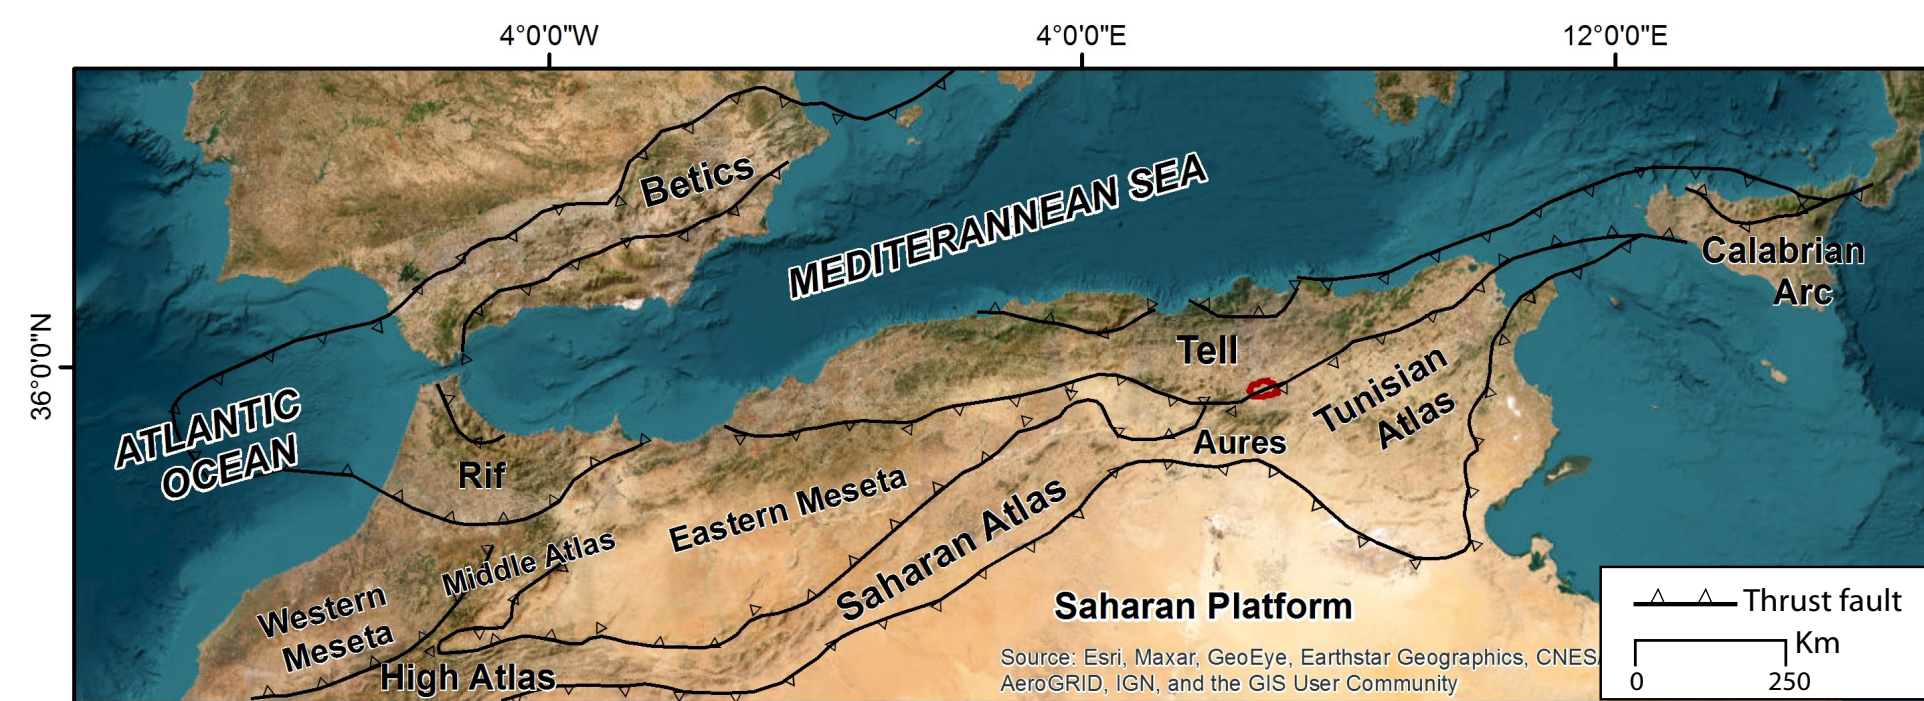 4°0'0"W
4°0'0"E
12°0'0"E
36°0'0"N
Betics
MEDITERANNEAN SEA
Calabrian
Arc
Tell
Tunisian
Atlas
ATLANTIC
OCEAN
Rif
Aures
Eastern Meseta
Middle Atlas
Saharan Atlas
Western
Meseta
High Atlas
Saharan Platform
Source: Esri, Maxar, GeoEye, Earthstar Geographics, CNES/
AeroGRID, IGN, and the GIS User Community
Thrust fault
Km
0 250